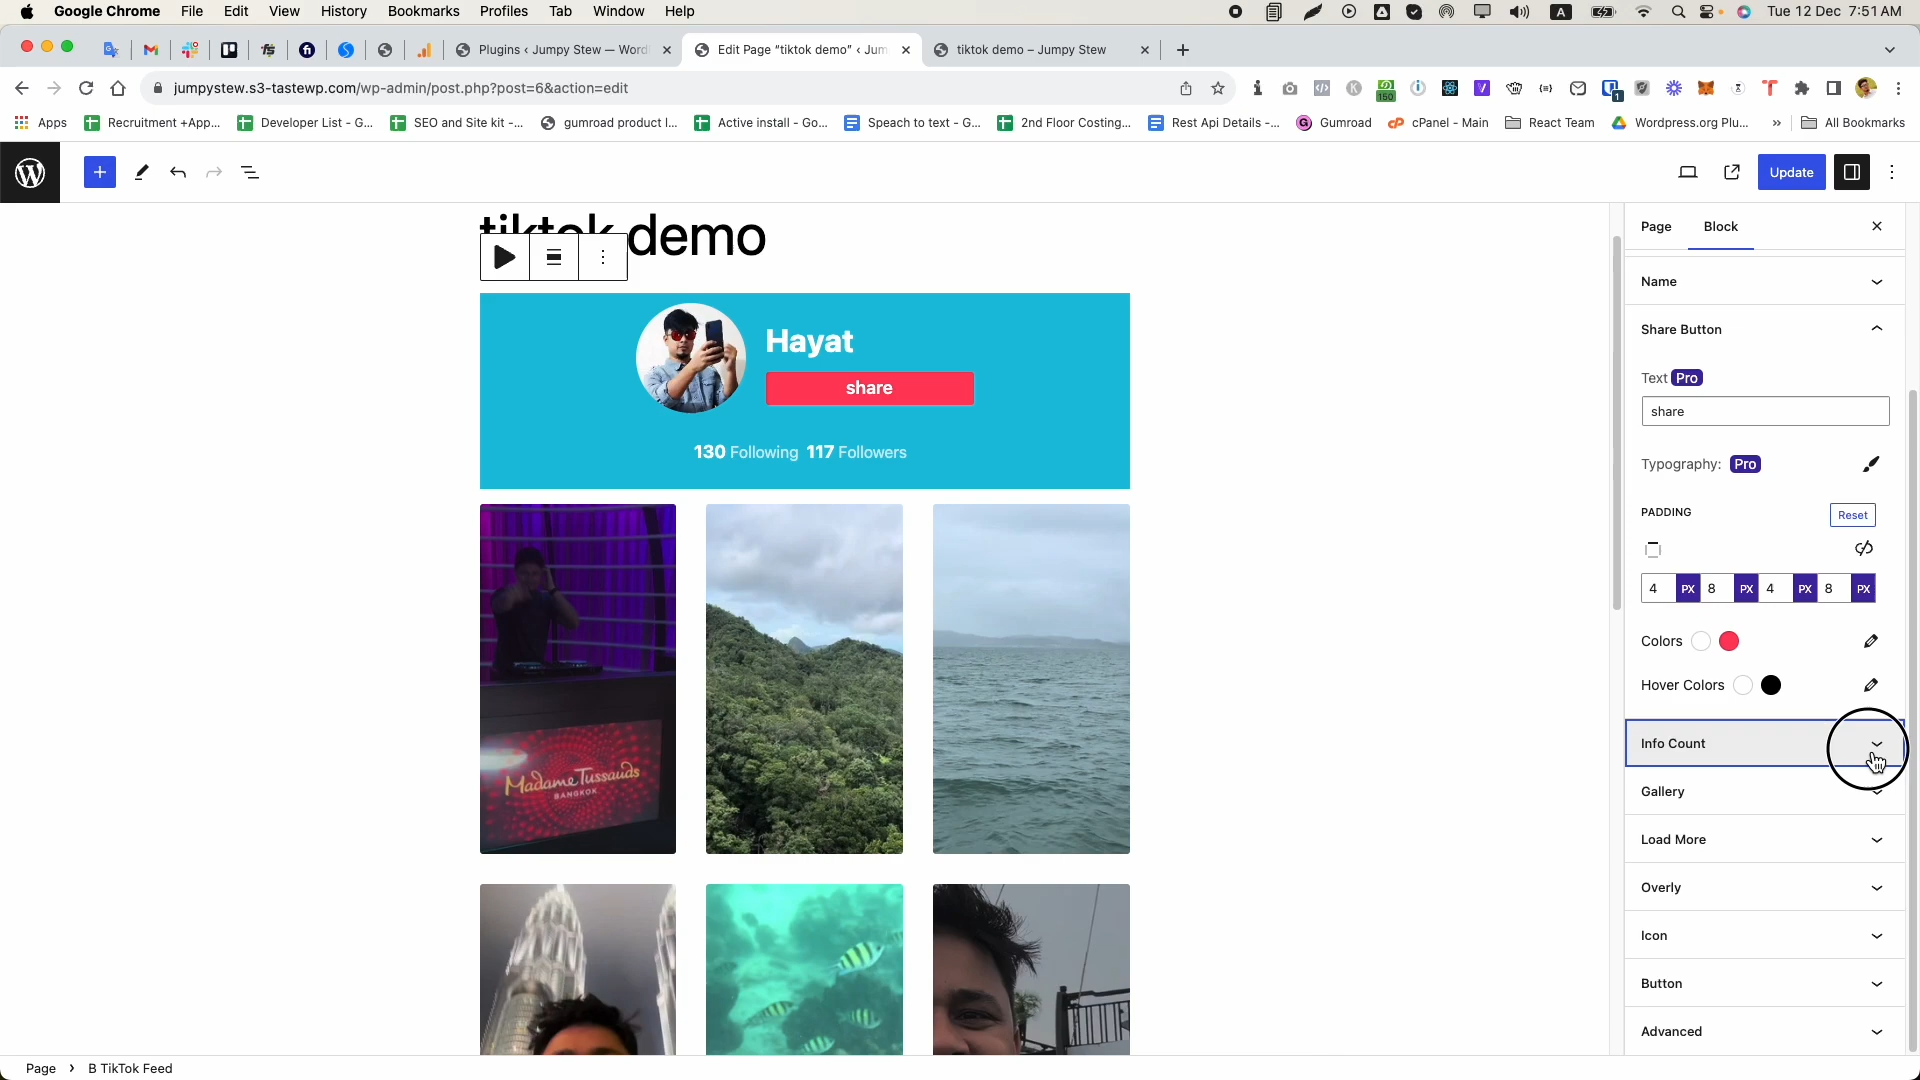 Google Chrome File Edit View History Bookmarks Profiles Tab Window Help A Tue 12 Dec 7:51 AM
Plugins ‹ Jumpy Stew — Word
Edit Page “tiktok demo” ‹ Jum
tiktok demo – Jumpy Stew
jumpystew.s3-tastewp.com/wp-admin/post.php?post=6&action=edit
150
1
Apps Recruitment +App... Developer List - G... SEO and Site kit -... gumroad product l... Active install - Go... Speach to text - G... 2nd Floor Costing... Rest Api Details -... Gumroad cPanel - Main React Team Wordpress.org Plu... » All Bookmarks
Update
tiktok demo
Hayat
share
130 Following 117 Followers
Madame Tussauds
BANGKOK
Page Block
Name
Share Button
Text Pro
share
Typography: Pro
PADDING Reset
4 PX 8 PX 4 PX 8 PX
Colors
Hover Colors
Info Count
Gallery
Load More
Overly
Icon
Button
Advanced
Page › B TikTok Feed